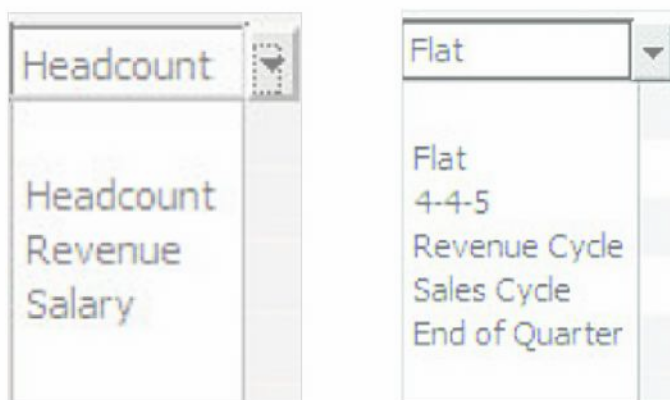 Headcount
Headcount
Revenue
Salary
Flat
Flat
4-4-5
Revenue Cycle
Sales Cycle
End of Quarter